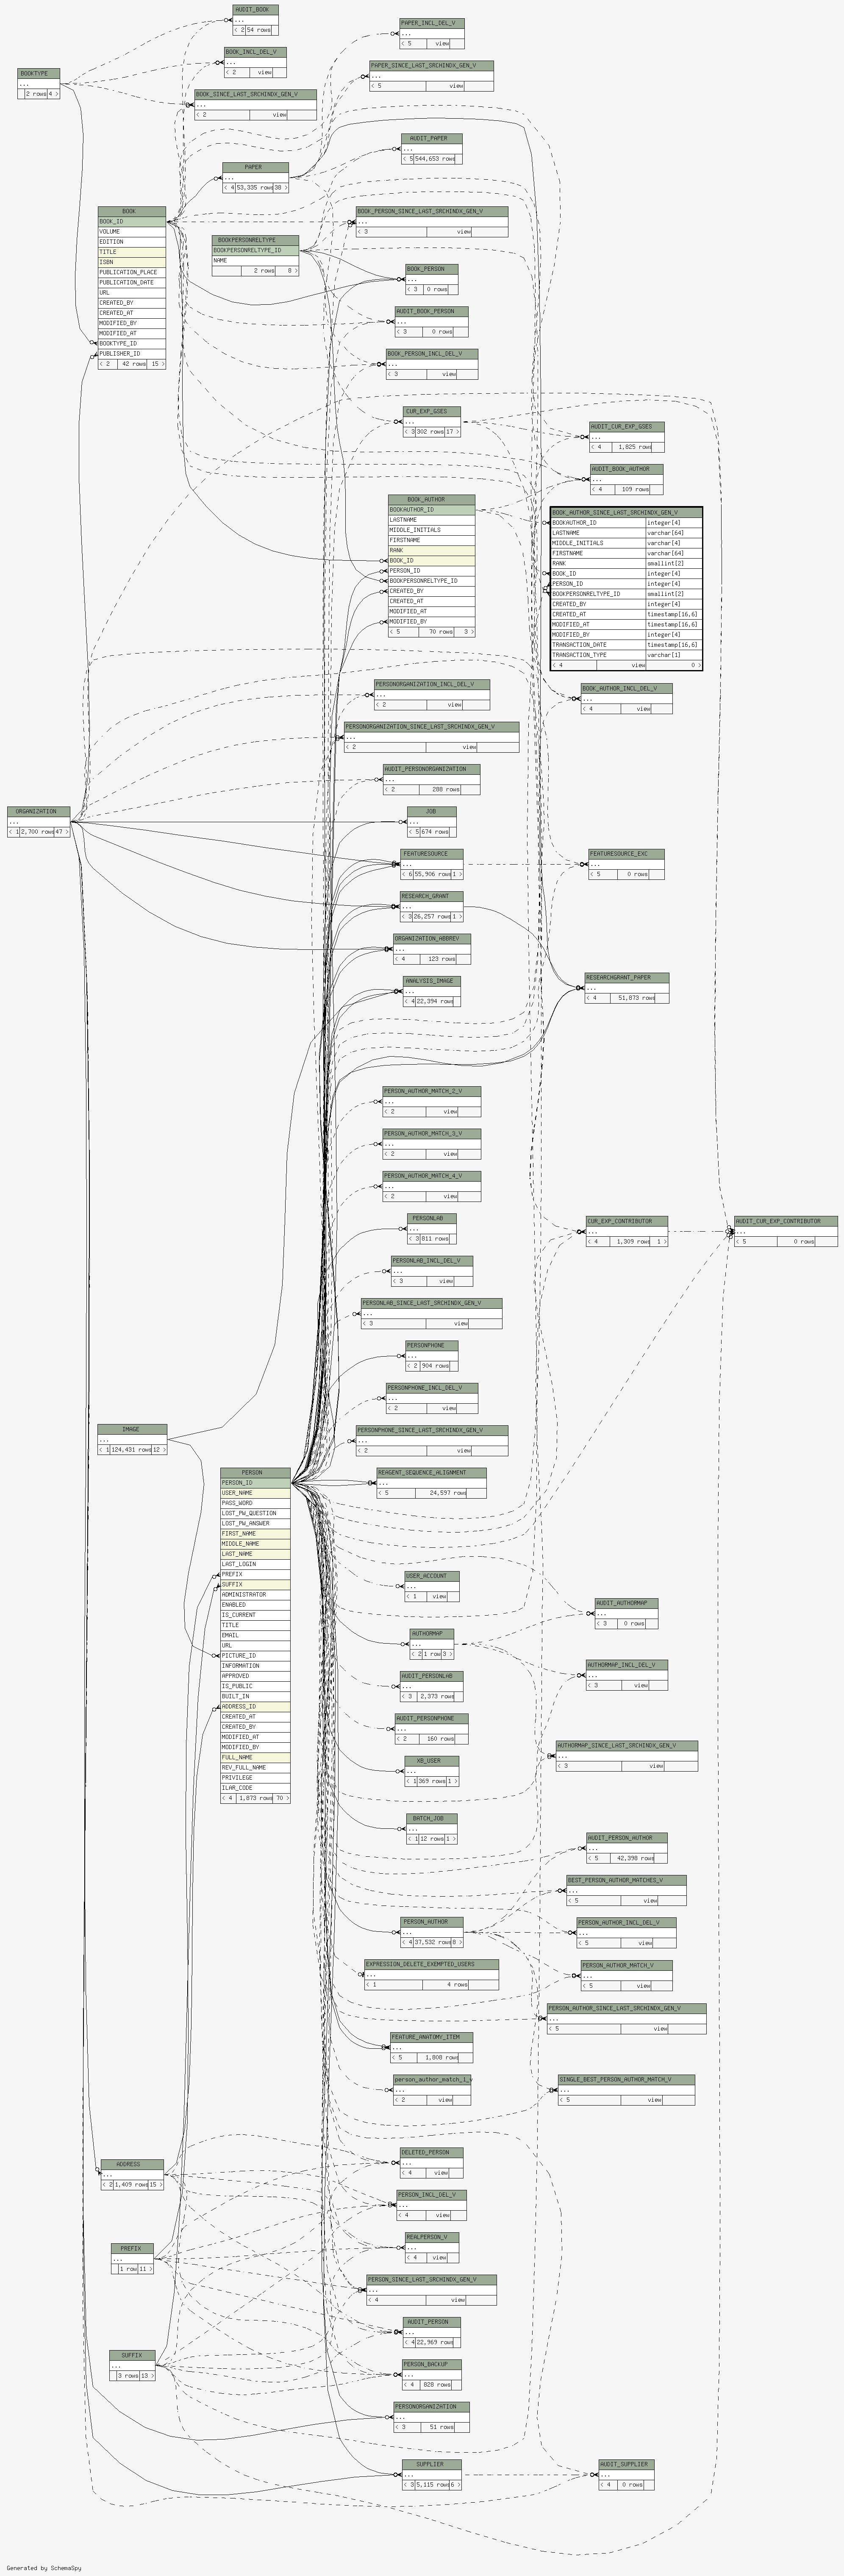 AUDIT_BOOK
...
< 2 54 rows
BOOK_INCL_DEL_V
...
< 2 view
BOOKTYPE
...
2 rows 4 >
BOOK_SINCE_LAST_SRCHINDX_GEN_V
...
< 2 view
PAPER_INCL_DEL_V
...
< 5 view
PAPER_SINCE_LAST_SRCHINDX_GEN_V
...
< 5 view
AUDIT_PAPER
...
< 5 544,653 rows
PAPER
...
< 4 53,335 rows 38 >
BOOK
BOOK_ID
VOLUME
EDITION
TITLE
ISBN
PUBLICATION_PLACE
PUBLICATION_DATE
URL
CREATED_BY
CREATED_AT
MODIFIED_BY
MODIFIED_AT
BOOKTYPE_ID
PUBLISHER_ID
< 2 42 rows 15 >
BOOKPERSONRELTYPE
BOOKPERSONRELTYPE_ID
NAME
2 rows 8 >
BOOK_PERSON_SINCE_LAST_SRCHINDX_GEN_V
...
< 3 view
BOOK_PERSON
...
< 3 0 rows
AUDIT_BOOK_PERSON
...
< 3 0 rows
BOOK_PERSON_INCL_DEL_V
...
< 3 view
CUR_EXP_GSES
...
< 3 302 rows 17 >
AUDIT_CUR_EXP_GSES
...
< 4 1,825 rows
AUDIT_BOOK_AUTHOR
...
< 4 109 rows
BOOK_AUTHOR
BOOKAUTHOR_ID
LASTNAME
MIDDLE_INITIALS
FIRSTNAME
RANK
BOOK_ID
PERSON_ID
BOOKPERSONRELTYPE_ID
CREATED_BY
CREATED_AT
MODIFIED_AT
MODIFIED_BY
< 5 70 rows 3 >
BOOK_AUTHOR_SINCE_LAST_SRCHINDX_GEN_V
BOOKAUTHOR_ID integer[4]
LASTNAME varchar[64]
MIDDLE_INITIALS varchar[4]
FIRSTNAME varchar[64]
RANK smallint[2]
BOOK_ID integer[4]
PERSON_ID integer[4]
BOOKPERSONRELTYPE_ID smallint[2]
CREATED_BY integer[4]
CREATED_AT timestamp[16,6]
MODIFIED_AT timestamp[16,6]
MODIFIED_BY integer[4]
TRANSACTION_DATE timestamp[16,6]
TRANSACTION_TYPE varchar[1]
< 4 view 0 >
BOOK_AUTHOR_INCL_DEL_V
...
< 4 view
PERSONORGANIZATION_INCL_DEL_V
...
< 2 view
PERSONORGANIZATION_SINCE_LAST_SRCHINDX_GEN_V
...
< 2 view
AUDIT_PERSONORGANIZATION
...
< 2 288 rows
ORGANIZATION
...
< 1 2,700 rows 47 >
JOB
...
< 5 674 rows
FEATURESOURCE
...
< 6 55,906 rows 1 >
FEATURESOURCE_EXC
...
< 5 0 rows
RESEARCH_GRANT
...
< 3 26,257 rows 1 >
ORGANIZATION_ABBREV
...
< 4 123 rows
ANALYSIS_IMAGE
...
< 4 22,394 rows
RESEARCHGRANT_PAPER
...
< 4 51,873 rows
PERSON_AUTHOR_MATCH_2_V
...
< 2 view
PERSON_AUTHOR_MATCH_3_V
...
< 2 view
PERSON_AUTHOR_MATCH_4_V
...
< 2 view
PERSONLAB
...
< 3 811 rows
CUR_EXP_CONTRIBUTOR
...
< 4 1,309 rows 1 >
AUDIT_CUR_EXP_CONTRIBUTOR
...
< 5 0 rows
PERSONLAB_INCL_DEL_V
...
< 3 view
PERSONLAB_SINCE_LAST_SRCHINDX_GEN_V
...
< 3 view
PERSONPHONE
...
< 2 904 rows
PERSONPHONE_INCL_DEL_V
...
< 2 view
PERSONPHONE_SINCE_LAST_SRCHINDX_GEN_V
...
< 2 view
IMAGE
...
< 1 124,431 rows 12 >
REAGENT_SEQUENCE_ALIGNMENT
...
< 5 24,597 rows
PERSON
PERSON_ID
USER_NAME
PASS_WORD
LOST_PW_QUESTION
LOST_PW_ANSWER
FIRST_NAME
MIDDLE_NAME
LAST_NAME
LAST_LOGIN
PREFIX
SUFFIX
ADMINISTRATOR
ENABLED
IS_CURRENT
TITLE
EMAIL
URL
PICTURE_ID
INFORMATION
APPROVED
IS_PUBLIC
BUILT_IN
ADDRESS_ID
CREATED_AT
CREATED_BY
MODIFIED_AT
MODIFIED_BY
FULL_NAME
REV_FULL_NAME
PRIVILEGE
ILAR_CODE
< 4 1,873 rows 70 >
USER_ACCOUNT
...
< 1 view
AUDIT_AUTHORMAP
...
< 3 0 rows
AUTHORMAP
...
< 2 1 row 3 >
AUTHORMAP_INCL_DEL_V
...
< 3 view
AUDIT_PERSONLAB
...
< 3 2,373 rows
AUDIT_PERSONPHONE
...
< 2 160 rows
AUTHORMAP_SINCE_LAST_SRCHINDX_GEN_V
...
< 3 view
XB_USER
...
< 1 369 rows 1 >
BATCH_JOB
...
< 1 12 rows 1 >
AUDIT_PERSON_AUTHOR
...
< 5 42,398 rows
BEST_PERSON_AUTHOR_MATCHES_V
...
< 5 view
PERSON_AUTHOR
...
< 4 37,532 rows 8 >
PERSON_AUTHOR_INCL_DEL_V
...
< 5 view
EXPRESSION_DELETE_EXEMPTED_USERS
...
< 1 4 rows
PERSON_AUTHOR_MATCH_V
...
< 5 view
PERSON_AUTHOR_SINCE_LAST_SRCHINDX_GEN_V
...
< 5 view
FEATURE_ANATOMY_ITEM
...
< 5 1,808 rows
person_author_match_1_v
...
< 2 view
SINGLE_BEST_PERSON_AUTHOR_MATCH_V
...
< 5 view
DELETED_PERSON
...
< 4 view
ADDRESS
...
< 2 1,409 rows 15 >
PERSON_INCL_DEL_V
...
< 4 view
REALPERSON_V
...
< 4 view
PREFIX
...
1 row 11 >
PERSON_SINCE_LAST_SRCHINDX_GEN_V
...
< 4 view
AUDIT_PERSON
...
< 4 22,969 rows
SUFFIX
...
3 rows 13 >
PERSON_BACKUP
...
< 4 828 rows
PERSONORGANIZATION
...
< 3 51 rows
SUPPLIER
...
< 3 5,115 rows 6 >
AUDIT_SUPPLIER
...
< 4 0 rows
Generated by SchemaSpy